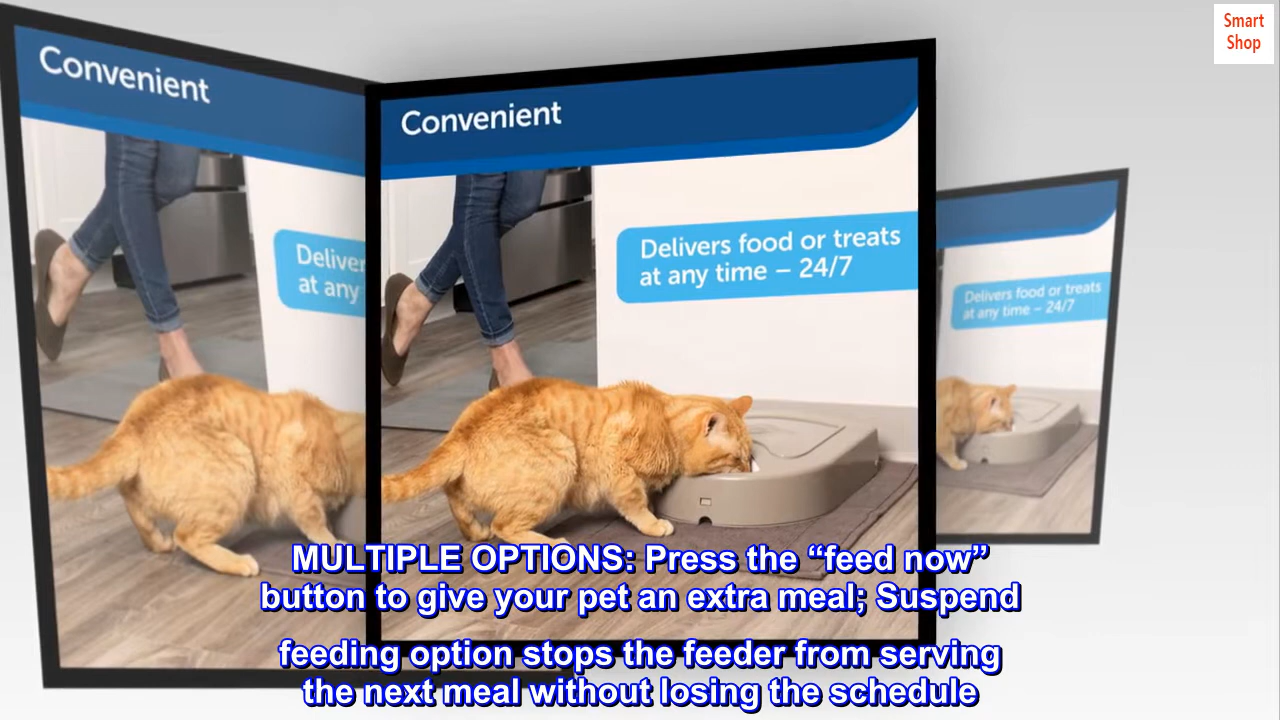 Smart
Shop
Convenient
Deliver
at any
Convenient
Delivers food or treats
at any time – 24/7
Delivers food or treats
at any time – 24/7
MULTIPLE OPTIONS: Press the “feed now”
button to give your pet an extra meal; Suspend
feeding option stops the feeder from serving
the next meal without losing the schedule